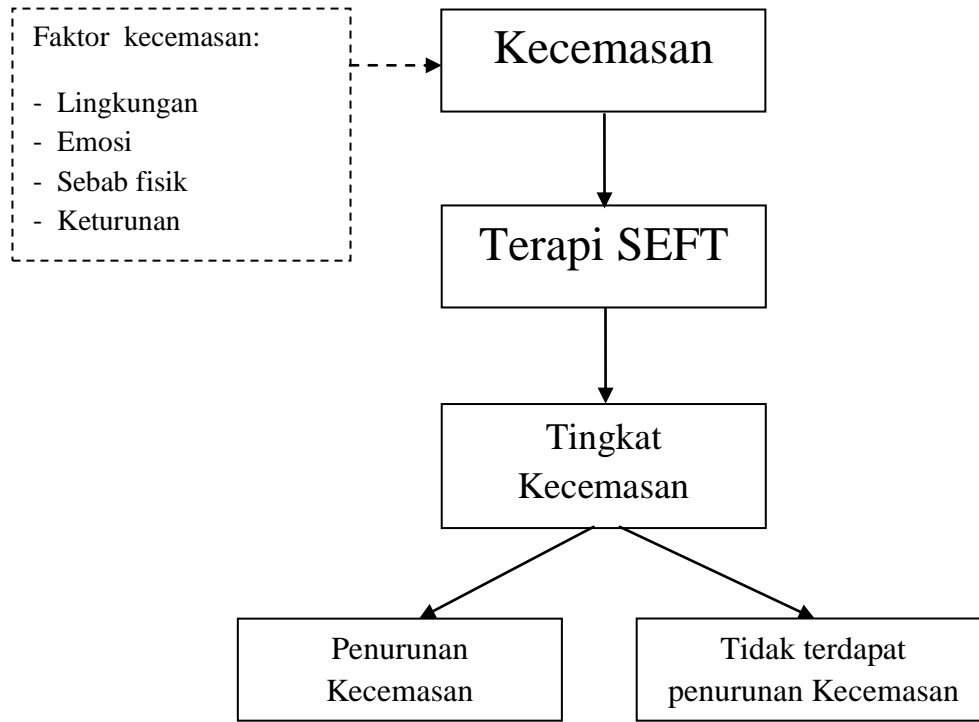 Faktor kecemasan:
- Lingkungan
- Emosi
- Sebab fisik
- Keturunan
Kecemasan
Terapi SEFT
Tingkat
Kecemasan
Penurunan
Kecemasan
Tidak terdapat
penurunan Kecemasan